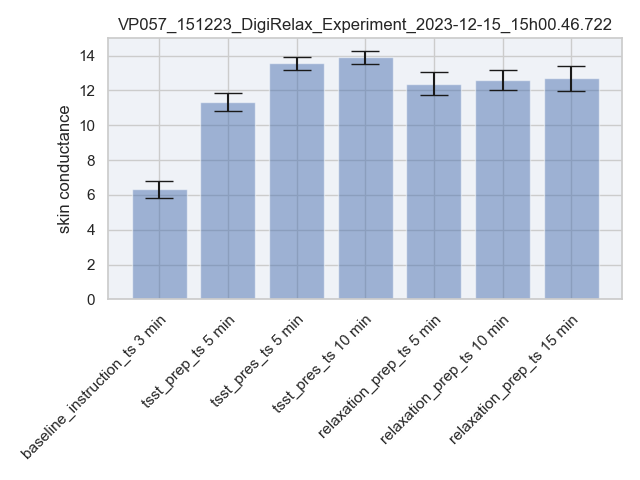 VP057_151223_DigiRelax_Experiment_2023-12-15_15h00.46.722
skin conductance
14
12
10
8
6
4
2
0
baseline_instruction_ts 3 min
tsst_prep_ts 5 min
tsst_pres_ts 5 min
tsst_pres_ts 10 min
relaxation_prep_ts 5 min
relaxation_prep_ts 10 min
relaxation_prep_ts 15 min